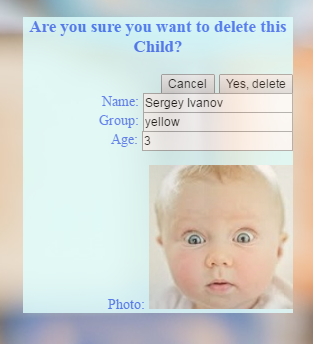 Are you sure you want to delete this
Child?
Cancel Yes, delete
Name: Sergey Ivanov
Group: yellow
Age: 3
Photo: